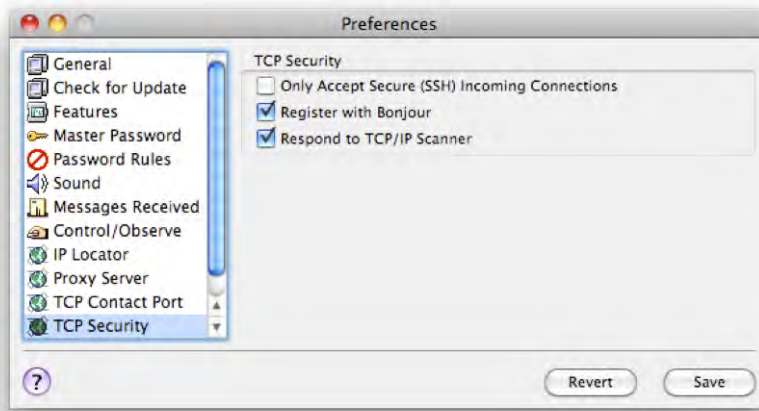 Preferences
General
Check for Update
Features
Master Password
Password Rules
Sound
Messages Received
Control/Observe
IP Locator
Proxy Server
TCP Contact Port
TCP Security
TCP Security
Only Accept Secure (SSH) Incoming Connections
Register with Bonjour
Respond to TCP/IP Scanner
?
Revert
Save